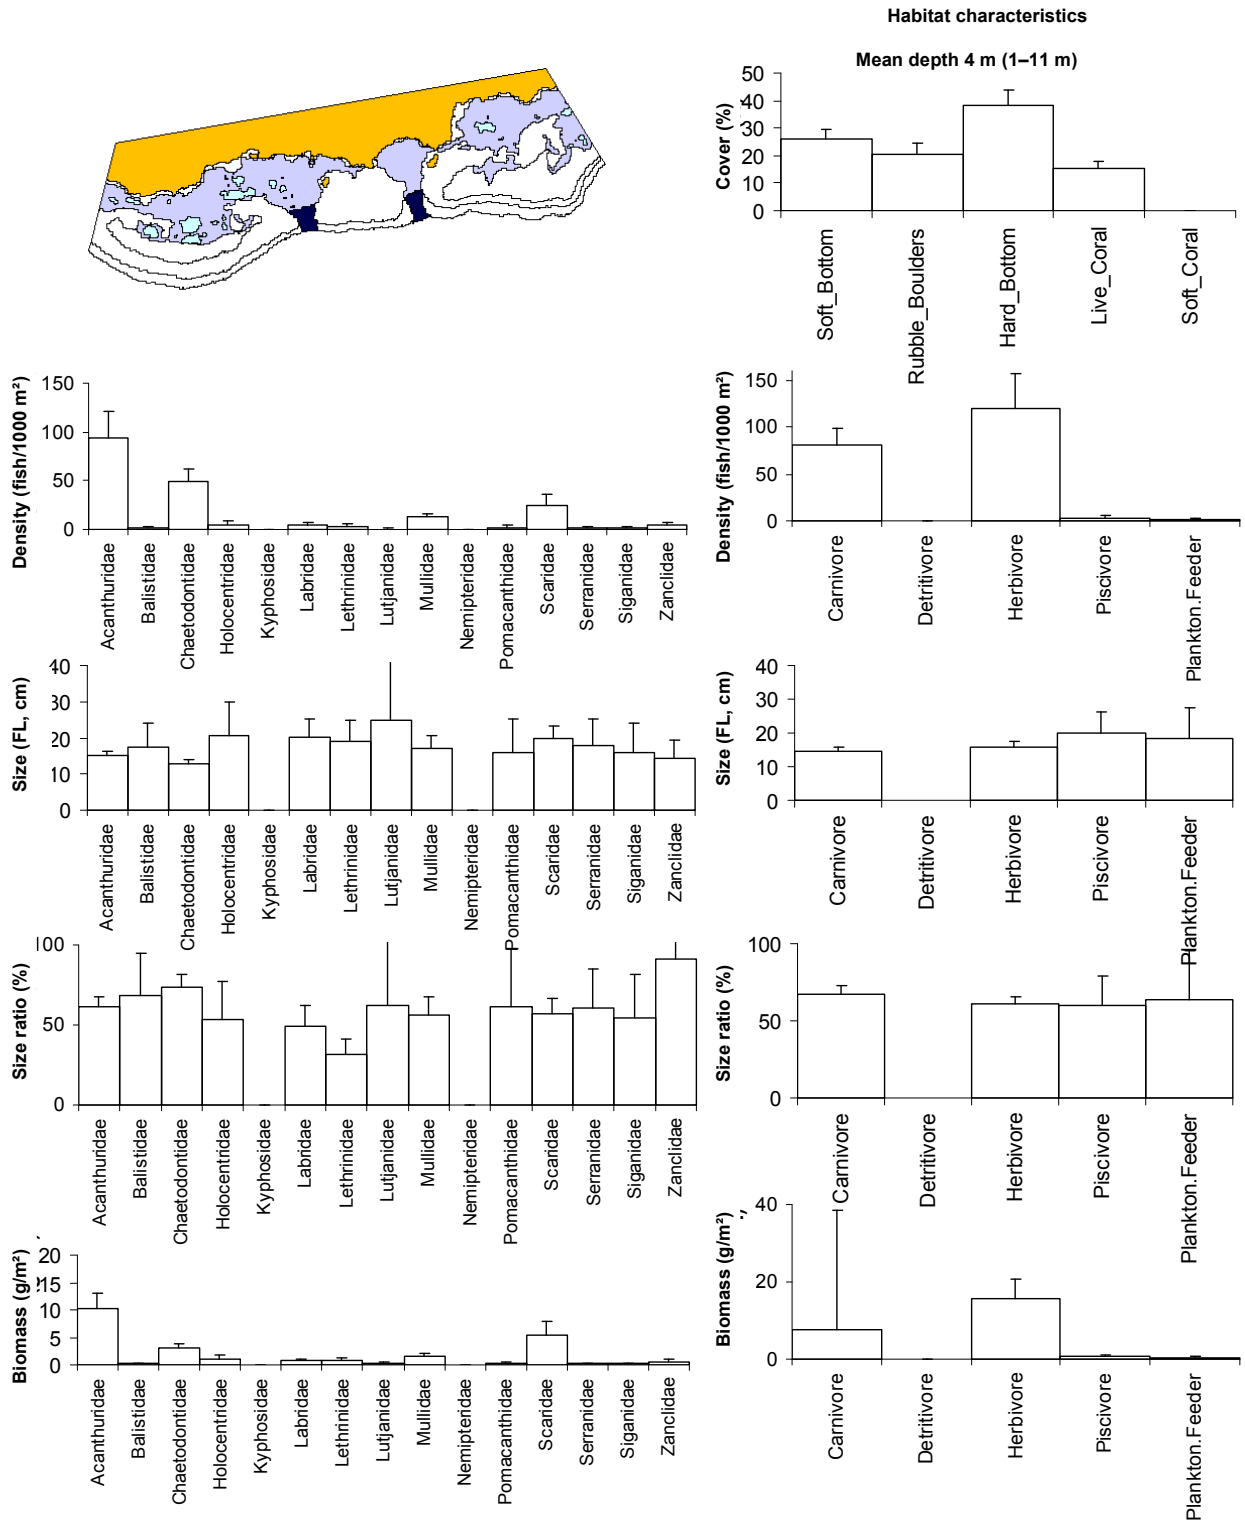 Habitat characteristics
Mean depth 4 m (1–11 m)
Cover (%)
50
40
30
20
10
0
Soft_Bottom
Rubble_Boulders
Hard_Bottom
Live_Coral
Soft_Coral
Density (fish/1000 m²)
150
100
50
0
Acanthuridae
Balistidae
Chaetodontidae
Holocentridae
Kyphosidae
Labridae
Lethrinidae
Lutjanidae
Mullidae
Nemipteridae
Pomacanthidae
Scaridae
Serranidae
Siganidae
Zanclidae
Density (fish/1000 m²)
150
100
50
0
Carnivore
Detritivore
Herbivore
Piscivore
Plankton.Feeder
Size (FL, cm)
40
30
20
10
0
Acanthuridae
Balistidae
Chaetodontidae
Holocentridae
Kyphosidae
Labridae
Lethrinidae
Lutjanidae
Mullidae
Nemipteridae
Pomacanthidae
Scaridae
Serranidae
Siganidae
Zanclidae
Size (FL, cm)
40
30
20
10
0
Carnivore
Detritivore
Herbivore
Piscivore
Plankton.Feeder
Size ratio (%)
100
50
0
Acanthuridae
Balistidae
Chaetodontidae
Holocentridae
Kyphosidae
Labridae
Lethrinidae
Lutjanidae
Mullidae
Nemipteridae
Pomacanthidae
Scaridae
Serranidae
Siganidae
Zanclidae
Size ratio (%)
100
50
0
Carnivore
Detritivore
Herbivore
Piscivore
Plankton.Feeder
Biomass (g/m²)
20
15
10
5
0
Acanthuridae
Balistidae
Chaetodontidae
Holocentridae
Kyphosidae
Labridae
Lethrinidae
Lutjanidae
Mullidae
Nemipteridae
Pomacanthidae
Scaridae
Serranidae
Siganidae
Zanclidae
Biomass (g/m²)
40
20
0
Carnivore
Detritivore
Herbivore
Piscivore
Plankton.Feeder